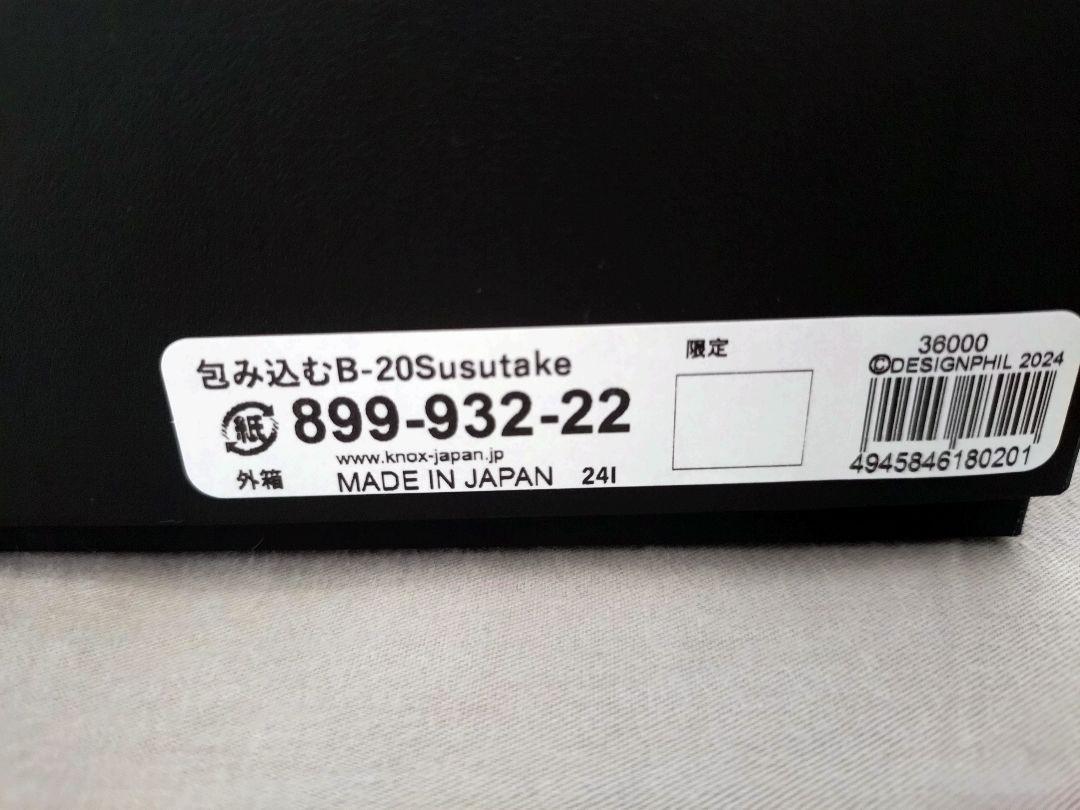 包み込むB-20Susutake
紙
899-932-22
www.knox-japan.jp
外箱
MADE IN JAPAN 24I
限定
36000
©DESIGNPHIL 2024
4945846180201